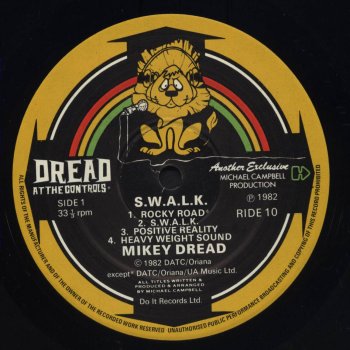 DREAD
AT THE CONTROLS
SIDE 1
33 ⅓ rpm
Another Exclusive
MICHAEL CAMPBELL
PRODUCTION
℗ 1982
RIDE 10
S.W.A.L.K.
1. ROCKY ROAD*
2. S.W.A.L.K.
3. POSITIVE REALITY
4. HEAVY WEIGHT SOUND
MIKEY DREAD
© 1982 DATC/Oriana
except* DATC/Oriana/UA Music Ltd.
ALL TITLES WRITTEN &
PRODUCED & ARRANGED
BY MICHAEL CAMPBELL
Do It Records Ltd.
ALL RIGHTS OF THE MANUFACTURER AND OF THE OWNER OF THE RECORDED WORK RESERVED. UNAUTHORISED PUBLIC PERFORMANCE BROADCASTING AND COPYING OF THIS RECORD PROHIBITED.